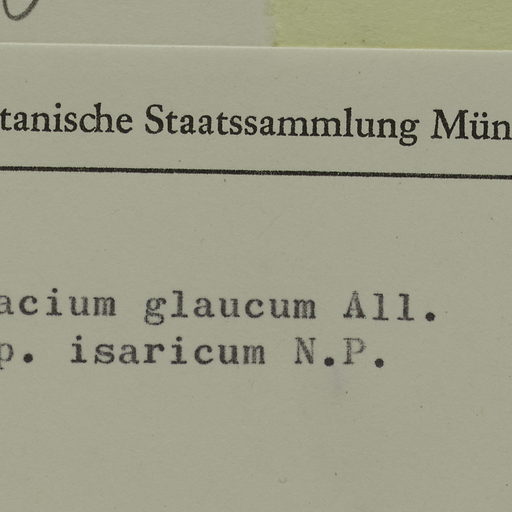 tanische Staatssammlung Mün
acium glaucum All.
p. isaricum N.P.